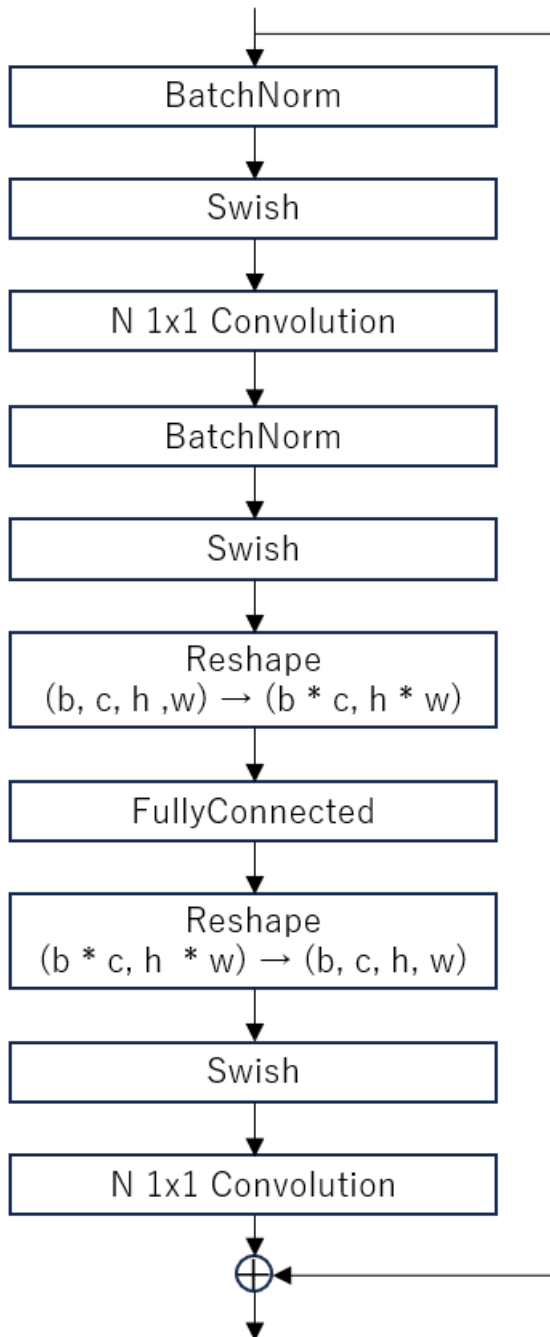 BatchNorm
Swish
N 1x1 Convolution
BatchNorm
Swish
Reshape
(b, c, h ,w) → (b * c, h * w)
FullyConnected
Reshape
(b * c, h  * w) → (b, c, h, w)
Swish
N 1x1 Convolution